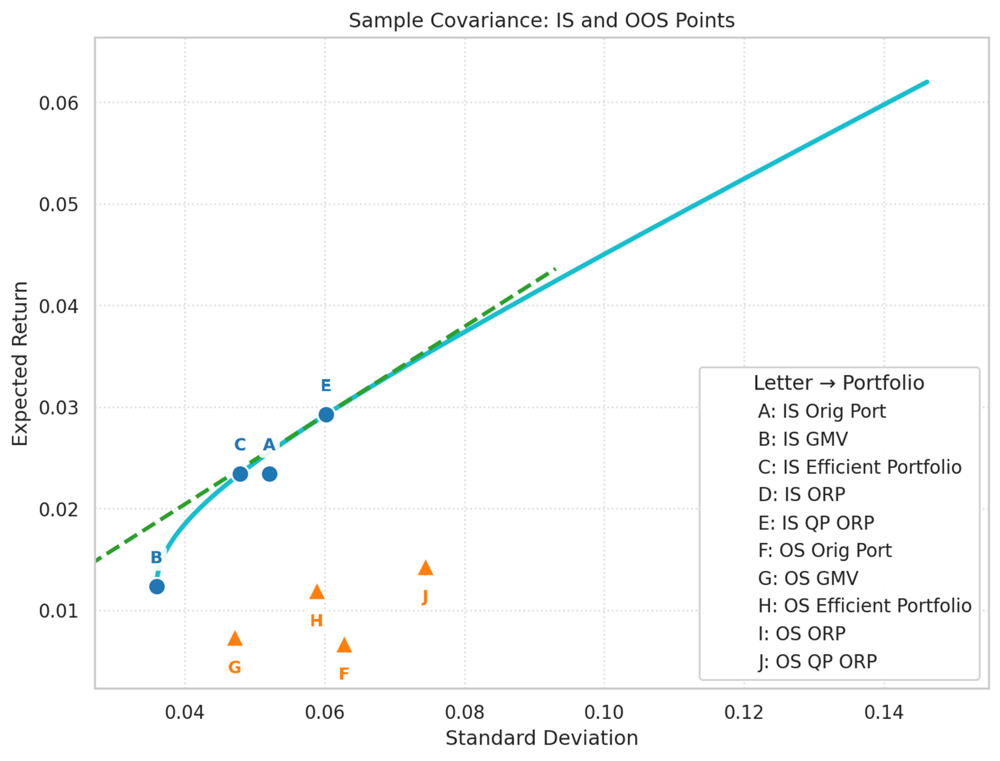 Sample Covariance: IS and OOS Points
Expected Return
0.06
0.05
0.04
0.03
0.02
0.01
E
C A
B
J
H
G
F
Letter → Portfolio
A: IS Orig Port
B: IS GMV
C: IS Efficient Portfolio
D: IS ORP
E: IS QP ORP
F: OS Orig Port
G: OS GMV
H: OS Efficient Portfolio
I: OS ORP
J: OS QP ORP
0.04 0.06 0.08 0.10 0.12 0.14
Standard Deviation